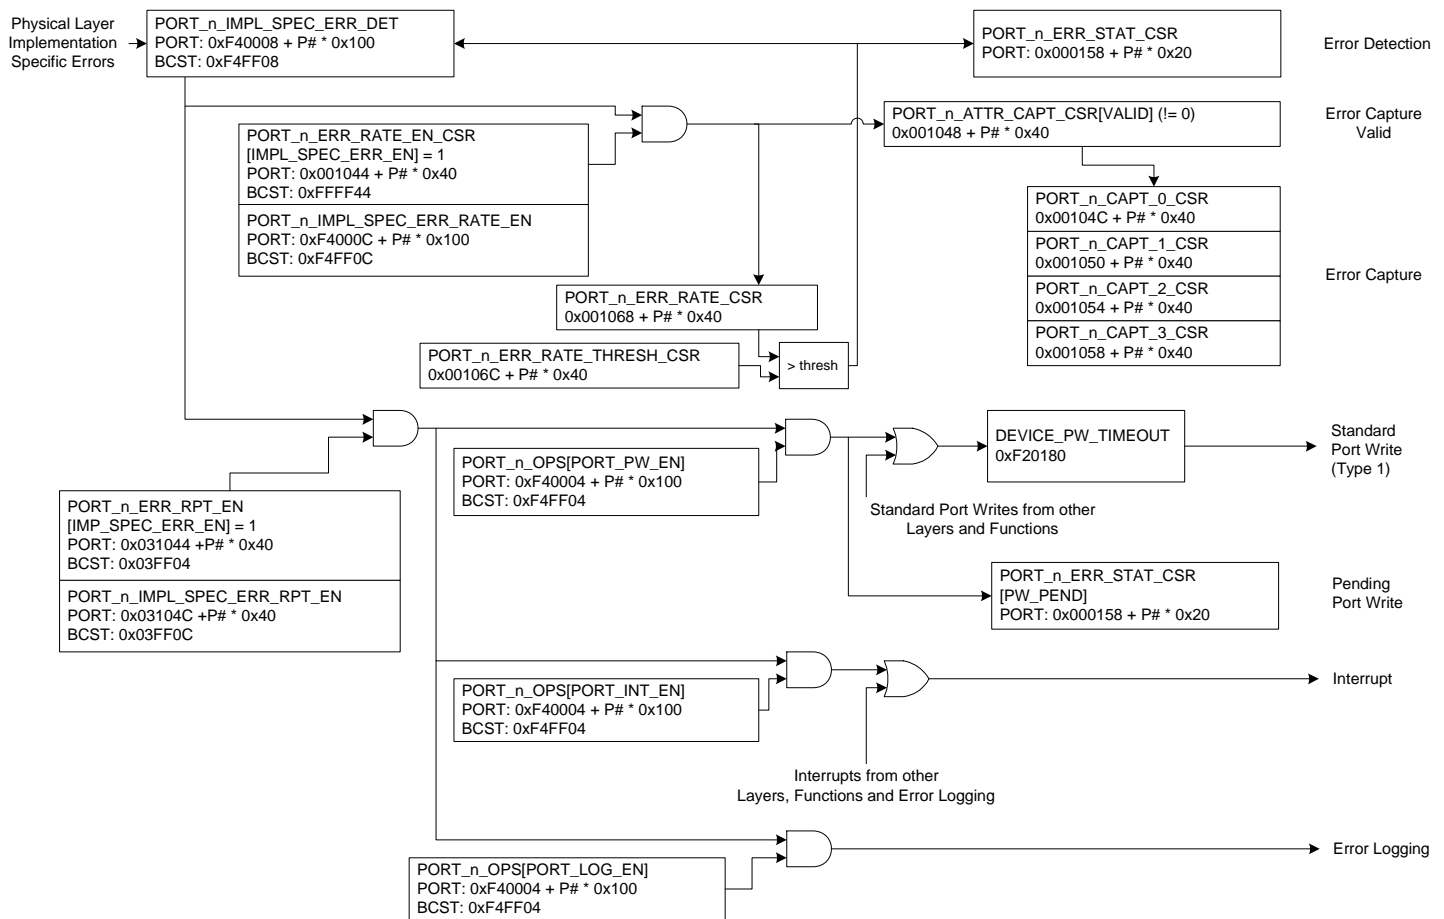 Physical Layer
Implementation
Specific Errors
PORT_n_IMPL_SPEC_ERR_DET
PORT: 0xF40008 + P# * 0x100
BCST: 0xF4FF08
PORT_n_ERR_STAT_CSR
PORT: 0x000158 + P# * 0x20
Error Detection
PORT_n_ERR_RATE_EN_CSR
[IMPL_SPEC_ERR_EN] = 1
PORT: 0x001044 + P# * 0x40
BCST: 0xFFFF44
PORT_n_IMPL_SPEC_ERR_RATE_EN
PORT: 0xF4000C + P# * 0x100
BCST: 0xF4FF0C
PORT_n_ATTR_CAPT_CSR[VALID] (!= 0)
0x001048 + P# * 0x40
Error Capture
Valid
PORT_n_CAPT_0_CSR
0x00104C + P# * 0x40
PORT_n_CAPT_1_CSR
0x001050 + P# * 0x40
PORT_n_CAPT_2_CSR
0x001054 + P# * 0x40
PORT_n_CAPT_3_CSR
0x001058 + P# * 0x40
Error Capture
PORT_n_ERR_RATE_CSR
0x001068 + P# * 0x40
PORT_n_ERR_RATE_THRESH_CSR
0x00106C + P# * 0x40
> thresh
PORT_n_ERR_RPT_EN
[IMP_SPEC_ERR_EN] = 1
PORT: 0x031044 +P# * 0x40
BCST: 0x03FF04
PORT_n_IMPL_SPEC_ERR_RPT_EN
PORT: 0x03104C +P# * 0x40
BCST: 0x03FF0C
PORT_n_OPS[PORT_PW_EN]
PORT: 0xF40004 + P# * 0x100
BCST: 0xF4FF04
DEVICE_PW_TIMEOUT
0xF20180
Standard
Port Write
(Type 1)
Standard Port Writes from other
Layers and Functions
PORT_n_ERR_STAT_CSR
[PW_PEND]
PORT: 0x000158 + P# * 0x20
Pending
Port Write
PORT_n_OPS[PORT_INT_EN]
PORT: 0xF40004 + P# * 0x100
BCST: 0xF4FF04
Interrupt
Interrupts from other
Layers, Functions and Error Logging
PORT_n_OPS[PORT_LOG_EN]
PORT: 0xF40004 + P# * 0x100
BCST: 0xF4FF04
Error Logging